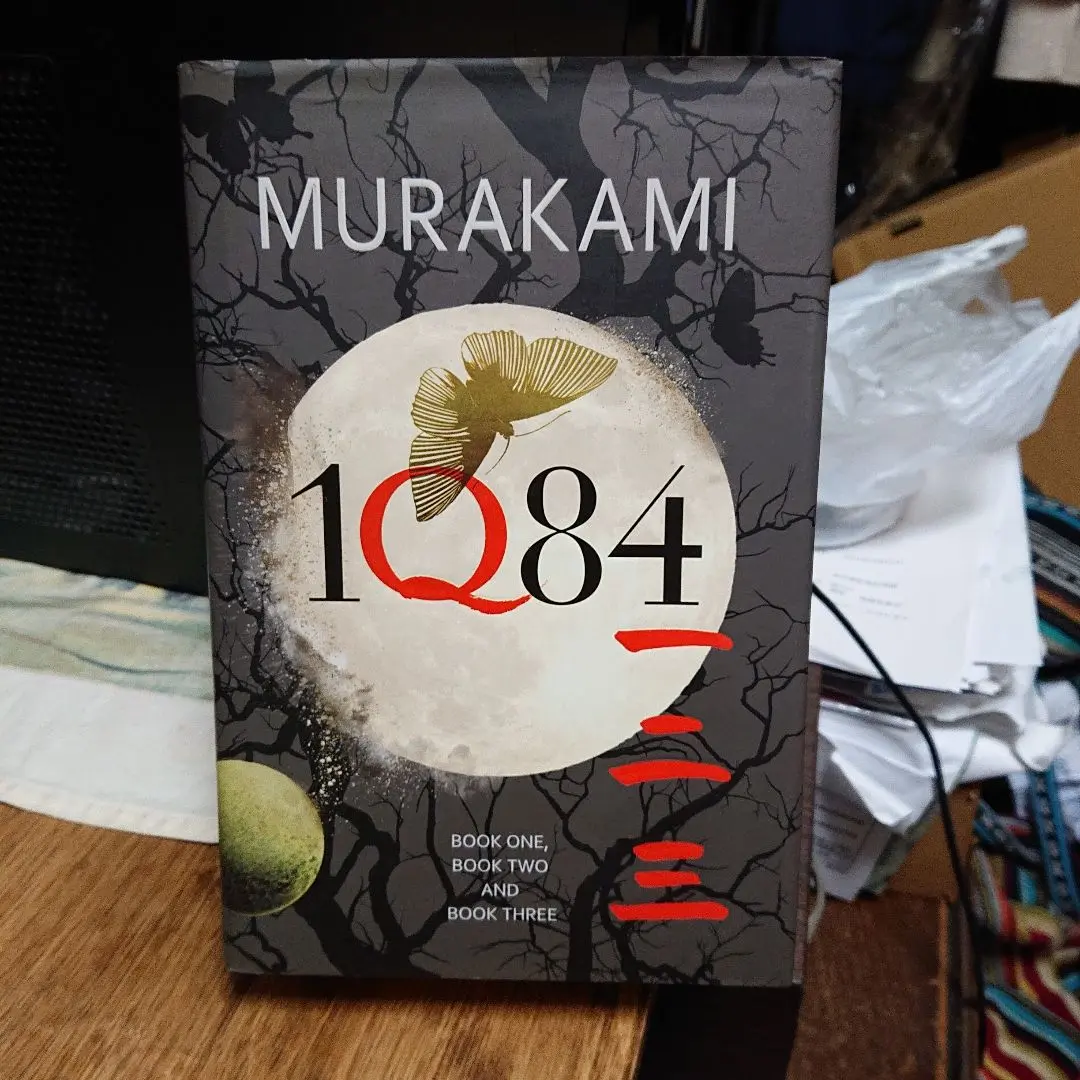 MURAKAMI
1Q84
一
二
三
BOOK ONE,
BOOK TWO
AND
BOOK THREE